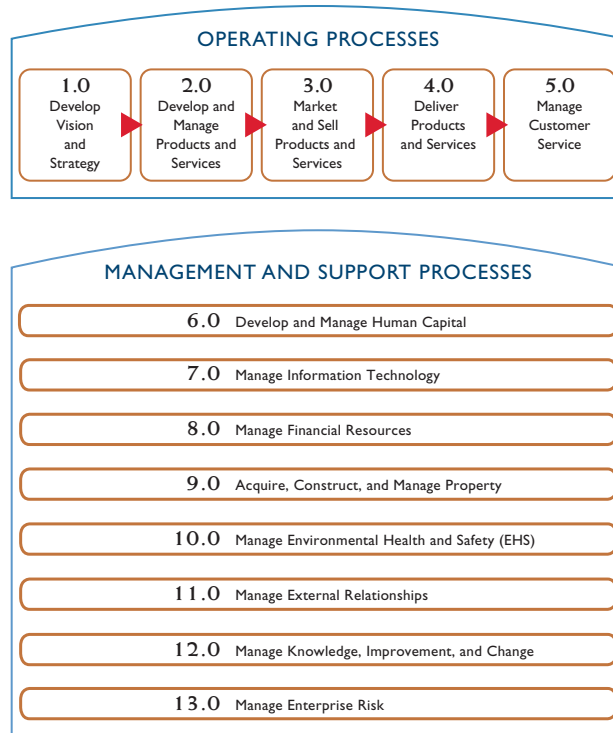 OPERATING PROCESSES
1.0
Develop
Vision
and
Strategy
2.0
Develop and
Manage
Products and
Services
3.0
Market
and Sell
Products and
Services
4.0
Deliver
Products
and Services
5.0
Manage
Customer
Service
MANAGEMENT AND SUPPORT PROCESSES
6.0 Develop and Manage Human Capital
7.0 Manage Information Technology
8.0 Manage Financial Resources
9.0 Acquire, Construct, and Manage Property
10.0 Manage Environmental Health and Safety (EHS)
11.0 Manage External Relationships
12.0 Manage Knowledge, Improvement, and Change
13.0 Manage Enterprise Risk